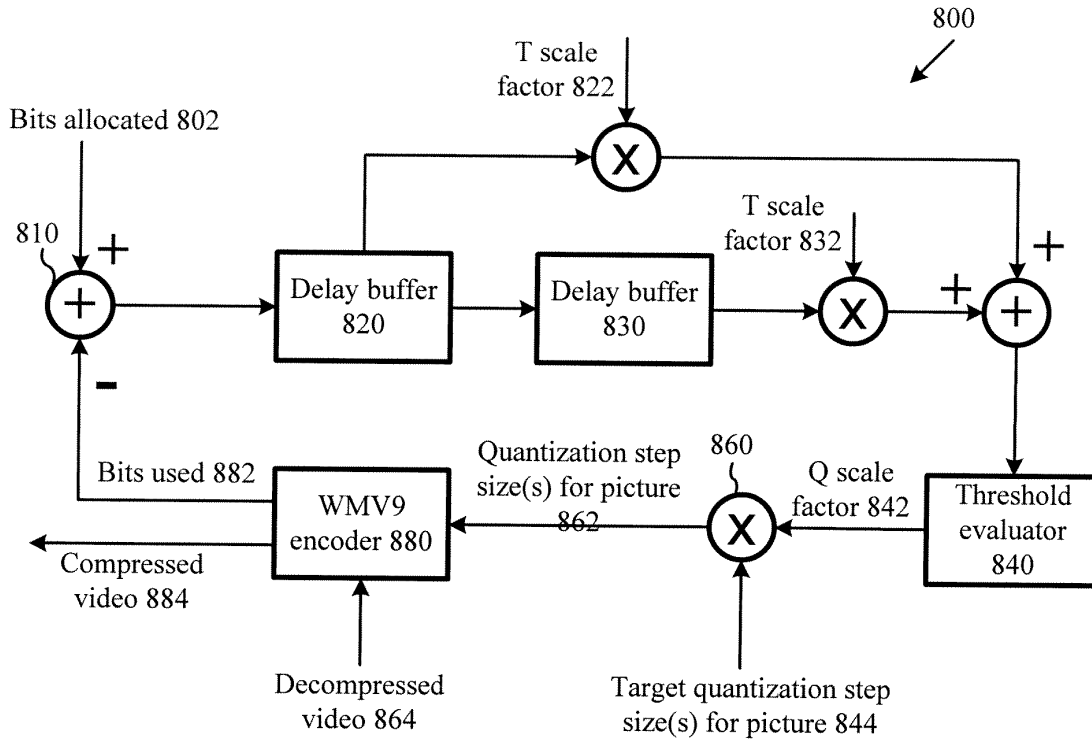 800
T scale
factor 822
Bits allocated 802
X
810
+
T scale
factor 832
+
+
Delay buffer
820
Delay buffer
830
X
+
+
-
Bits used 882
Quantization step
size(s) for picture
862
860
Q scale
factor 842
WMV9
encoder 880
X
Threshold
evaluator
840
Compressed
video 884
Decompressed
video 864
Target quantization step
size(s) for picture 844